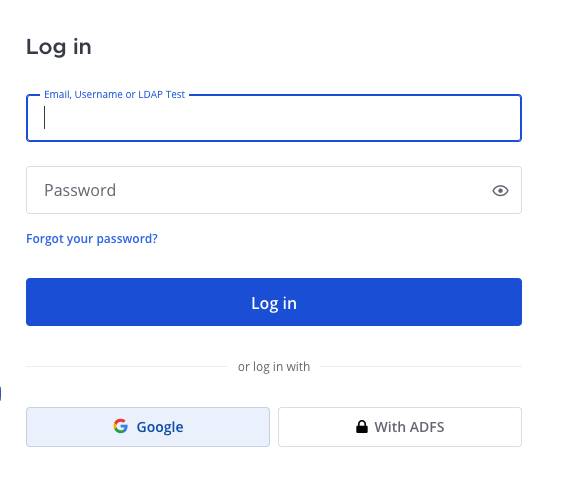 Log in
Email, Username or LDAP Test
Password
Forgot your password?
Log in
or log in with
Google
With ADFS